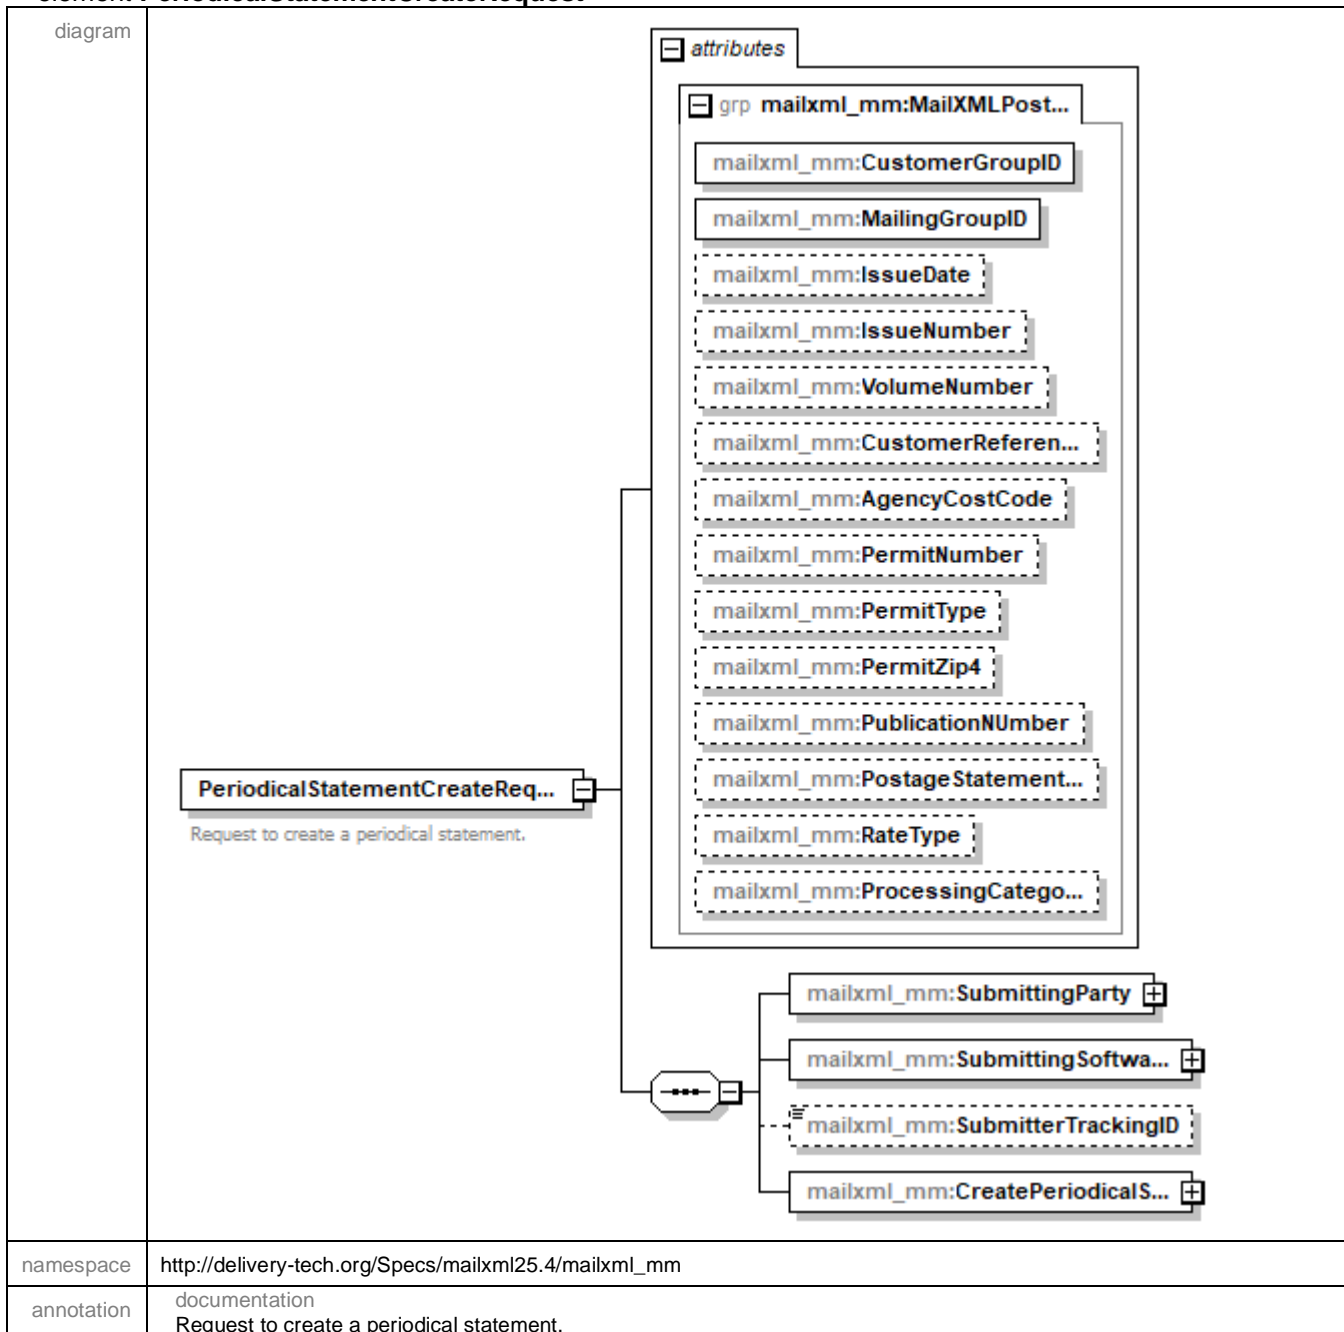 element PeriodicalStatementCreateRequest
diagram
attributes
grp mailxml_mm:MailXMLPost...
mailxml_mm:CustomerGroupID
mailxml_mm:MailingGroupID
mailxml_mm:IssueDate
mailxml_mm:IssueNumber
mailxml_mm:VolumeNumber
mailxml_mm:CustomerReferen...
mailxml_mm:AgencyCostCode
mailxml_mm:PermitNumber
mailxml_mm:PermitType
mailxml_mm:PermitZip4
mailxml_mm:PublicationNUmber
mailxml_mm:PostageStatement...
mailxml_mm:RateType
mailxml_mm:ProcessingCatego...
PeriodicalStatementCreateReq...
Request to create a periodical statement.
mailxml_mm:SubmittingParty
mailxml_mm:SubmittingSoftwa...
mailxml_mm:SubmitterTrackingID
mailxml_mm:CreatePeriodicalS...
namespace http://delivery-tech.org/Specs/mailxml25.4/mailxml_mm
annotation documentation
Request to create a periodical statement.